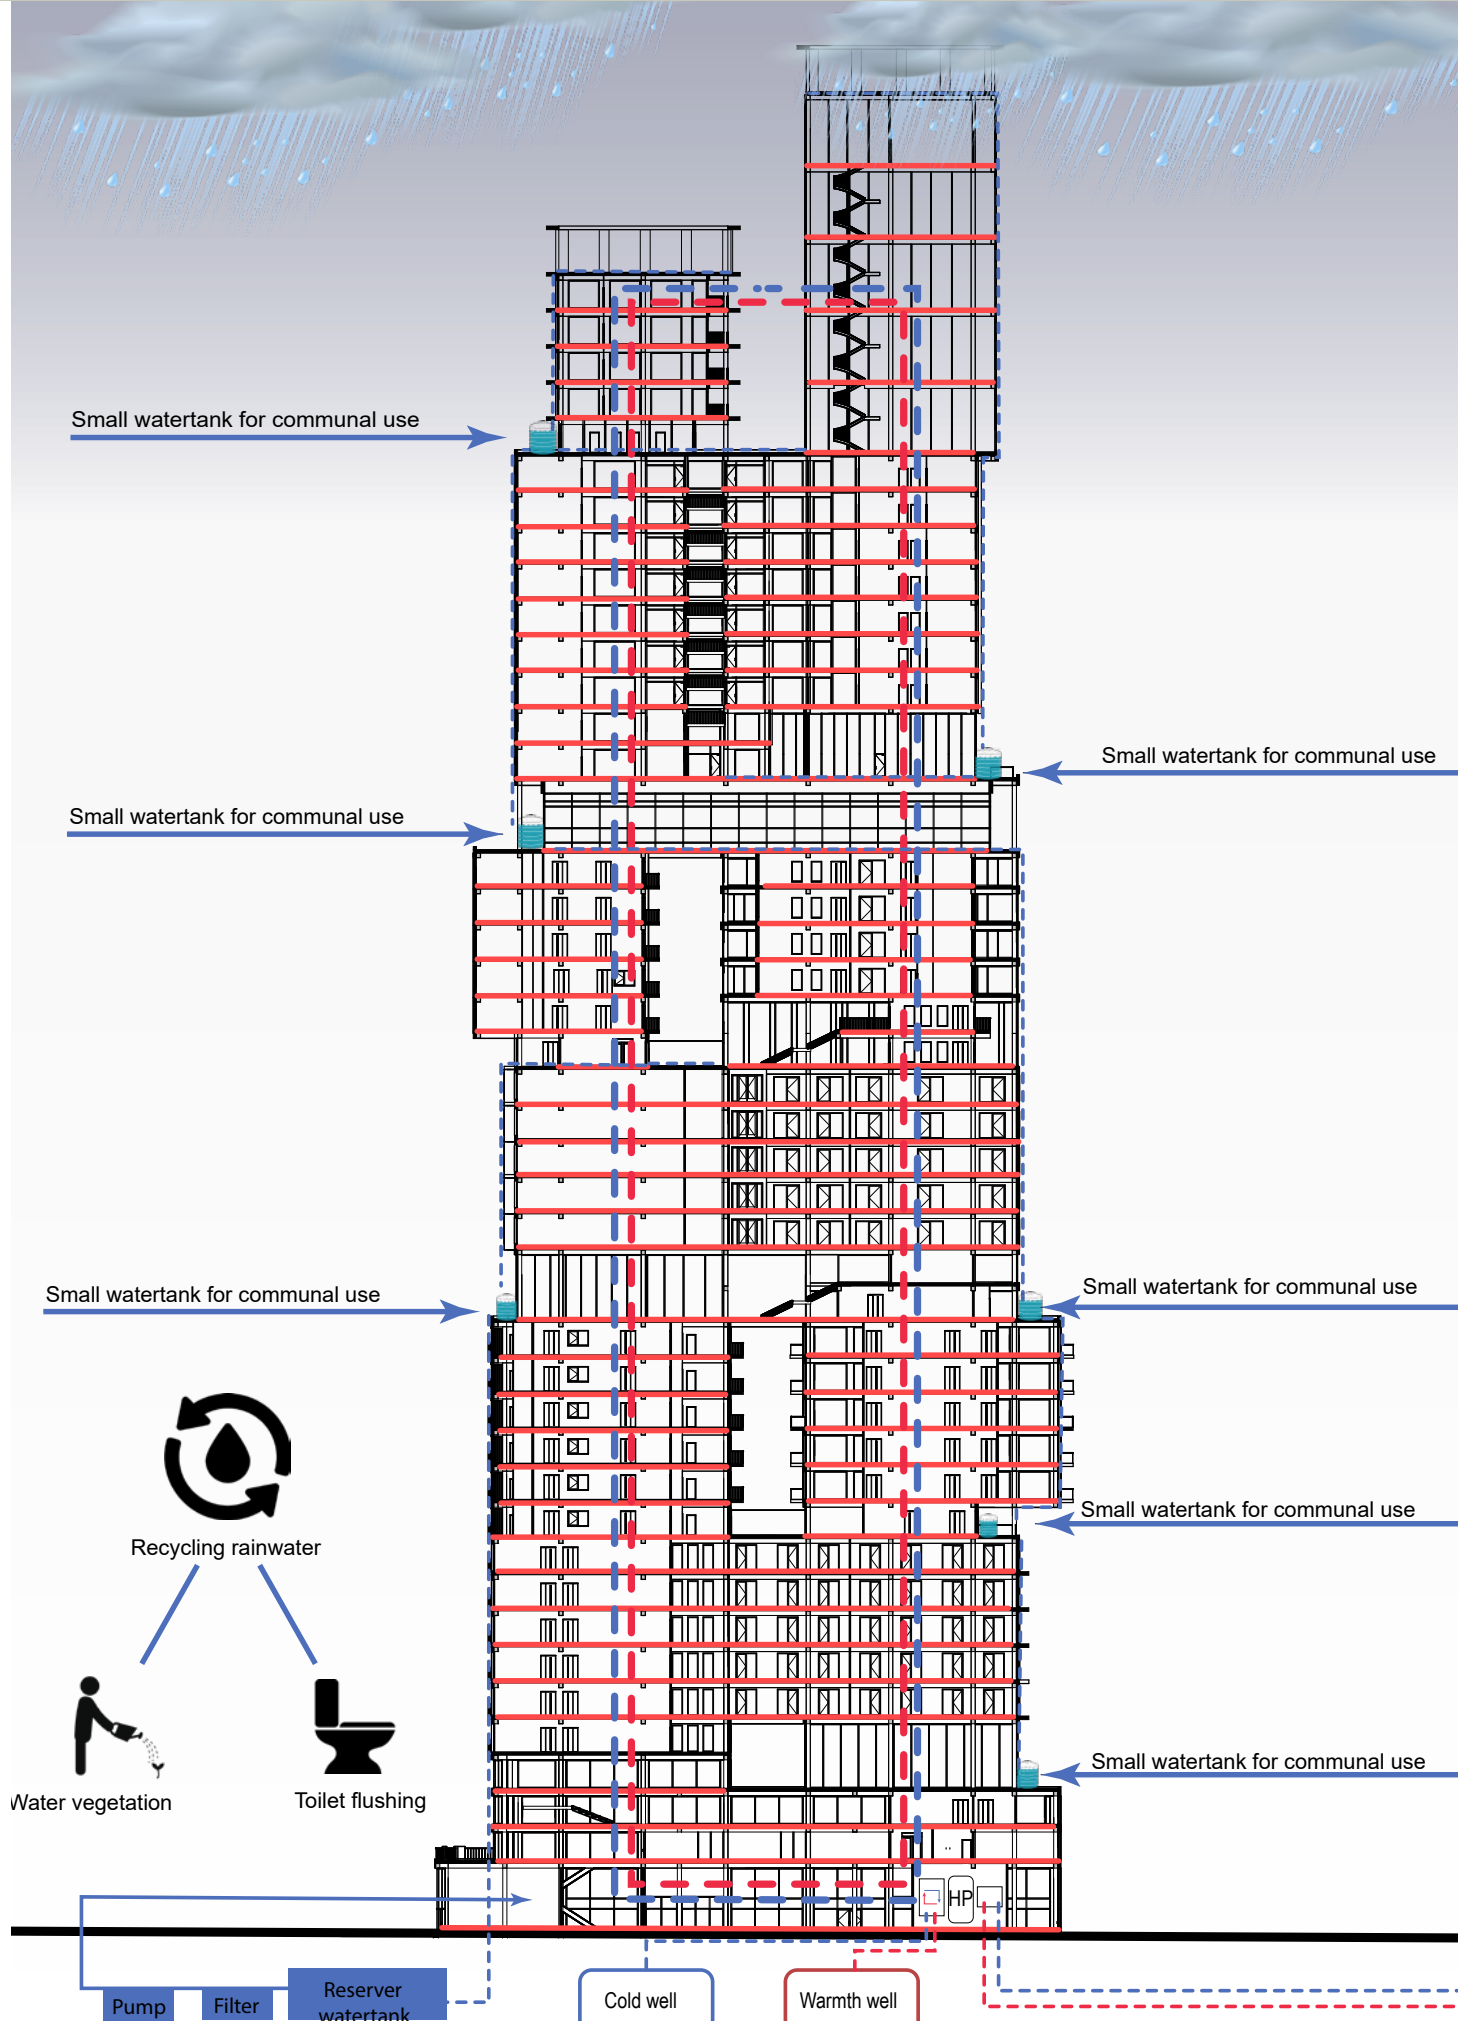 Small watertank for communal use
Small watertank for communal use
Small watertank for communal use
Small watertank for communal use
Small watertank for communal use
Small watertank for communal use
Recycling rainwater
Small watertank for communal use
Water vegetation
Toilet flushing
HP
Pump
Filter
Reserver
watertank
Cold well
Warmth well